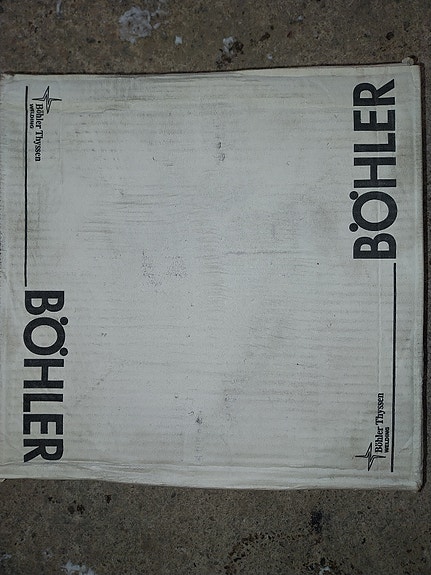 Böhler Thyssen
WELDING
BÖHLER
BÖHLER
Böhler Thyssen
WELDING